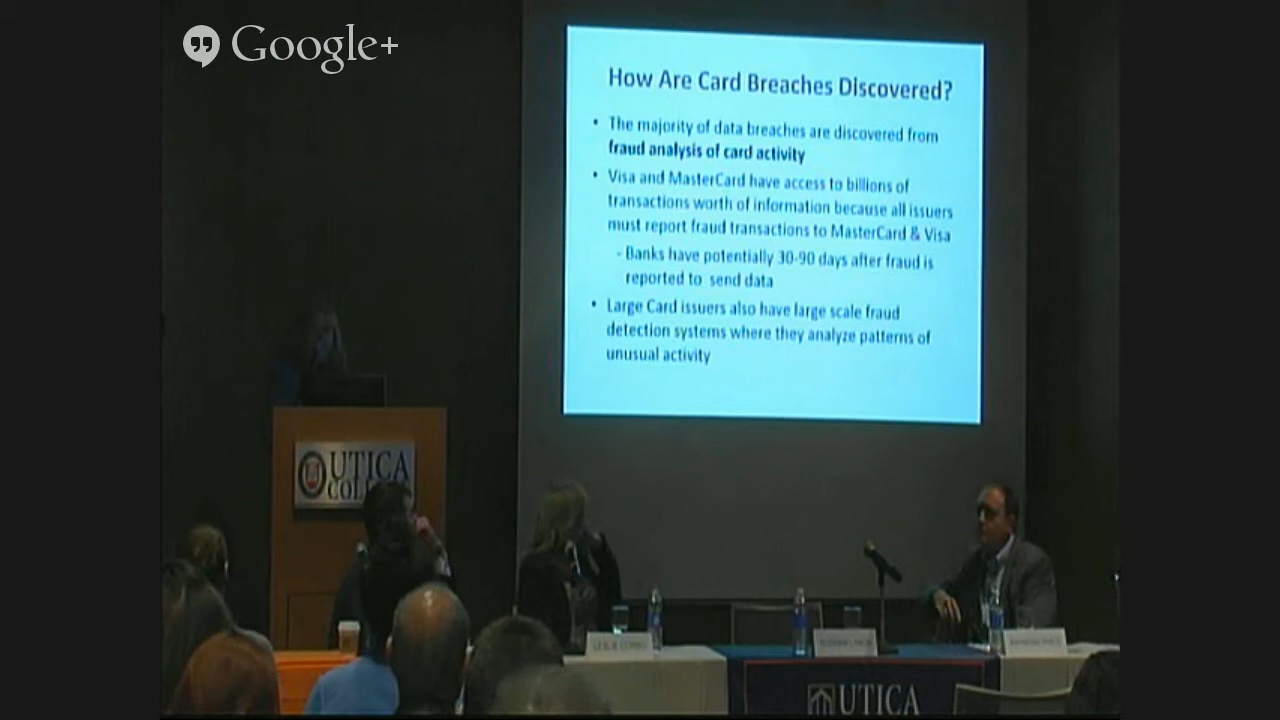 Google+
How Are Card Breaches Discovered?
• The majority of data breaches are discovered from
fraud analysis of card activity
• Visa and MasterCard have access to billions of
transactions worth of information because all issuers
must report fraud transactions to MasterCard & Visa
- Banks have potentially 30-90 days after fraud is
reported to send data
• Large Card issuers also have large scale fraud
detection systems where they analyze patterns of
unusual activity
UTICA
UTICA